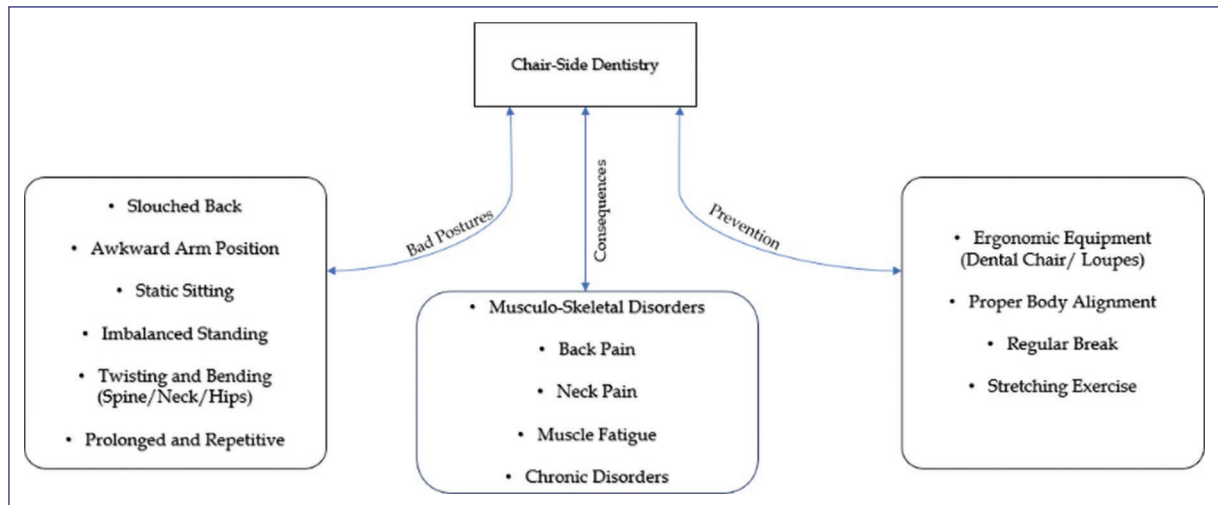 Chair-Side Dentistry
Bad Postures
Consequences
Prevention
• Slouched Back
• Awkward Arm Position
• Static Sitting
• Imbalanced Standing
• Twisting and Bending
(Spine/Neck/Hips)
• Prolonged and Repetitive
• Musculo-Skeletal Disorders
• Back Pain
• Neck Pain
• Muscle Fatigue
• Chronic Disorders
• Ergonomic Equipment
(Dental Chair/ Loupes)
• Proper Body Alignment
• Regular Break
• Stretching Exercise